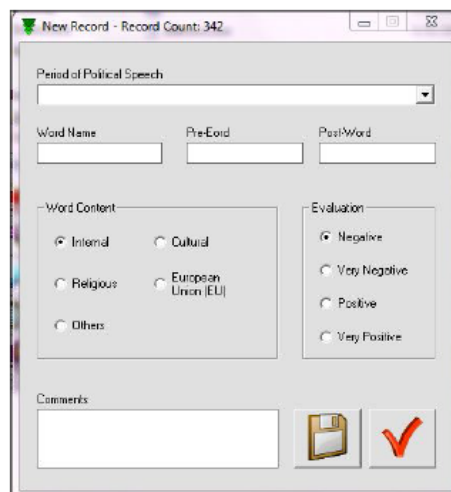 New Record - Record Count: 342
Period of Political Speech
Word Name Pre-Eord Post-Word
Word Content Evaluation
Internal Cultural Negative
Very Negative
Religious European
Union (EU)
Positive
Others
Very Positive
Comments